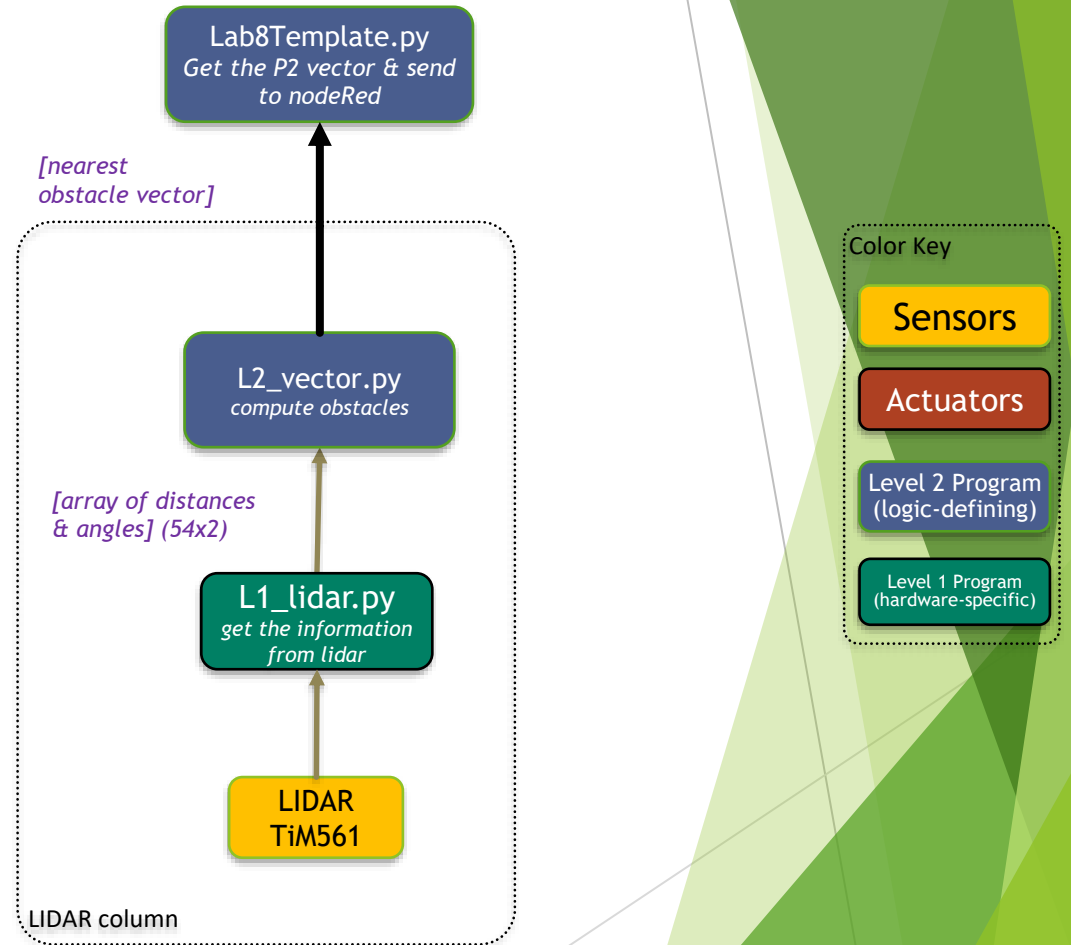 Lab8Template.py
Get the P2 vector & send
to nodeRed
[nearest
obstacle vector]
L2_vector.py
compute obstacles
[array of distances
& angles] (54x2)
L1_lidar.py
get the information
from lidar
LIDAR
TiM561
LIDAR column
Color Key
Sensors
Actuators
Level 2 Program
(logic-defining)
Level 1 Program
(hardware-specific)